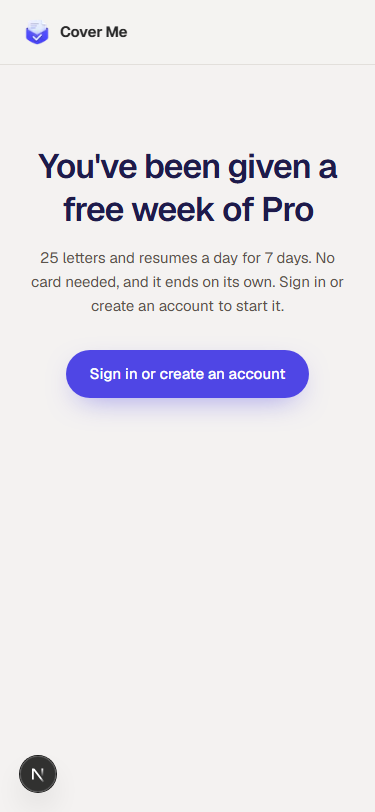 Cover Me
You've been given a
free week of Pro
25 letters and resumes a day for 7 days. No
card needed, and it ends on its own. Sign in or
create an account to start it.
Sign in or create an account
N